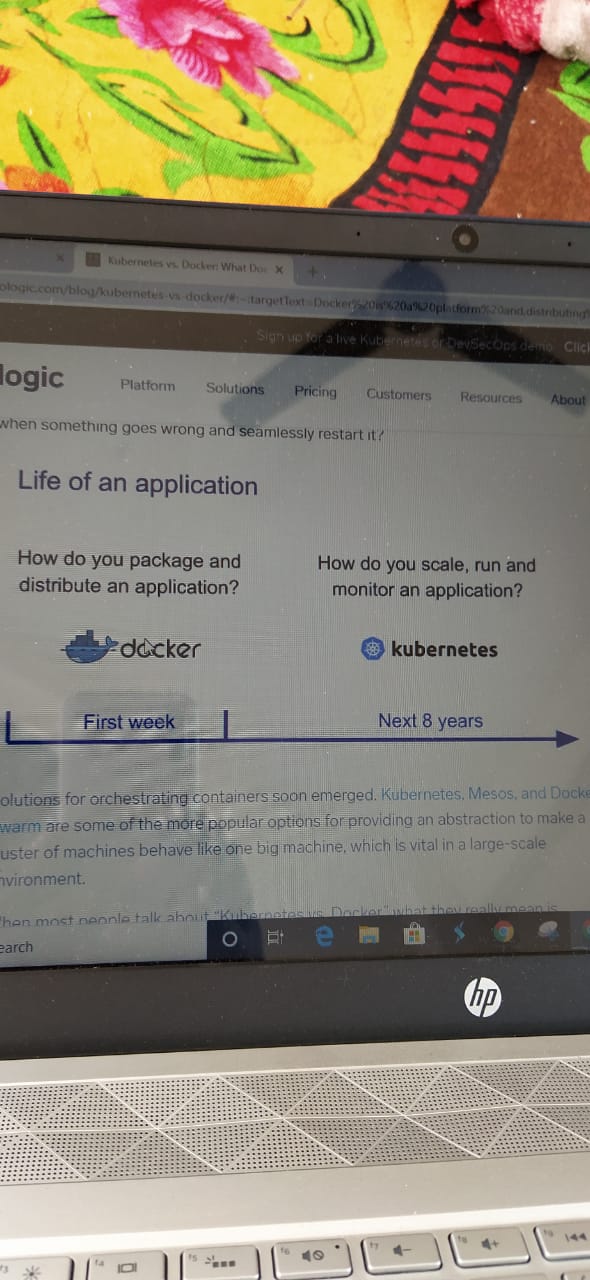 Kubernetes vs. Docker: What Doc
ologic.com/blog/kubernetes-vs-docker/#:~:targetText=Docker%20is%20a%20platform%20and,distributing%
Sign up for a live Kubernetes or DevSecOps demo Click
logic Platform Solutions Pricing Customers Resources About
when something goes wrong and seamlessly restart it?
Life of an application
How do you package and
distribute an application?
How do you scale, run and
monitor an application?
docker
kubernetes
First week
Next 8 years
olutions for orchestrating containers soon emerged. Kubernetes, Mesos, and Docke
warm are some of the more popular options for providing an abstraction to make a
uster of machines behave like one big machine, which is vital in a large-scale
nvironment.
hen most people talk about "Kubernetes vs. Docker" what they really mean is
earch
hp
f4
f5
f6
f7
f8